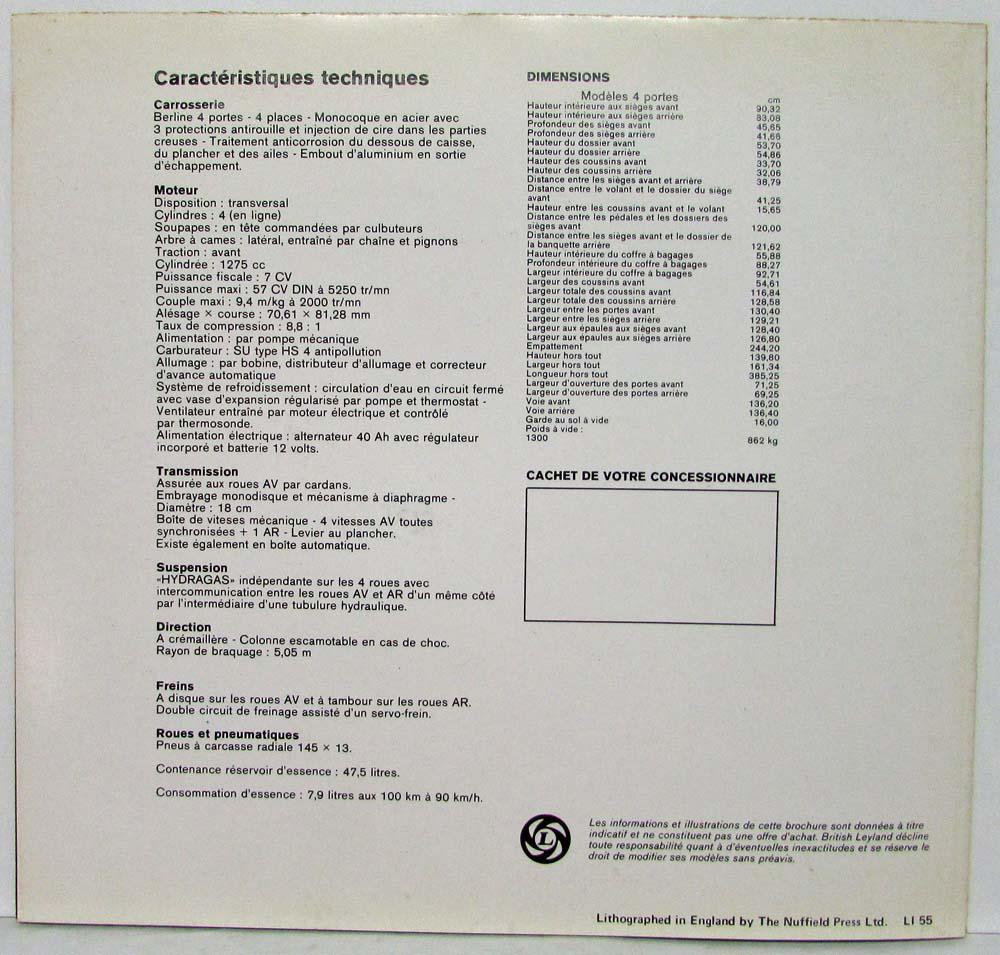 Caractéristiques techniques
Carrosserie
Berline 4 portes - 4 places - Monocoque en acier avec
3 protections antirouille et injection de cire dans les parties
creuses - Traitement anticorrosion du dessous de caisse,
du plancher et des ailes - Embout d'aluminium en sortie
d'échappement.
Moteur
Disposition : transversal
Cylindres : 4 (en ligne)
Soupapes : en tête commandées par culbuteurs
Arbre à cames : latéral, entraîné par chaîne et pignons
Traction : avant
Cylindrée : 1275 cc
Puissance fiscale : 7 CV
Puissance maxi : 57 CV DIN à 5250 tr/mn
Couple maxi : 9,4 m/kg à 2000 tr/mn
Alésage × course : 70,61 × 81,28 mm
Taux de compression : 8,8 : 1
Alimentation : par pompe mécanique
Carburateur : SU type HS 4 antipollution
Allumage : par bobine, distributeur d'allumage et correcteur
d'avance automatique
Système de refroidissement : circulation d'eau en circuit fermé
avec vase d'expansion régularisé par pompe et thermostat -
Ventilateur entraîné par moteur électrique et contrôlé
par thermosonde.
Alimentation électrique : alternateur 40 Ah avec régulateur
incorporé et batterie 12 volts.
Transmission
Assurée aux roues AV par cardans.
Embrayage monodisque et mécanisme à diaphragme -
Diamètre : 18 cm
Boîte de viteses mécanique - 4 vitesses AV toutes
synchronisées + 1 AR - Levier au plancher.
Existe également en boîte automatique.
Suspension
«HYDRAGAS» indépendante sur les 4 roues avec
intercommunication entre les roues AV et AR d'un même côté
par l'intermédiaire d'une tubulure hydraulique.
Direction
A crémaillère - Colonne escamotable en cas de choc.
Rayon de braquage : 5,05 m
Freins
A disque sur les roues AV et à tambour sur les roues AR.
Double circuit de freinage assisté d'un servo-frein.
Roues et pneumatiques
Pneus à carcasse radiale 145 × 13.
Contenance réservoir d'essence : 47,5 litres.
Consommation d'essence : 7,9 litres aux 100 km à 90 km/h.
DIMENSIONS
Modèles 4 portes cm
Hauteur intérieure aux sièges avant 90,32
Hauteur intérieure aux sièges arrière 83,08
Profondeur des sièges avant 45,65
Profondeur des sièges arrière 41,66
Hauteur du dossier avant 53,70
Hauteur du dossier arrière 54,86
Hauteur des coussins avant 33,70
Hauteur des coussins arrière 32,06
Distance entre les sièges avant et arrière 38,79
Distance entre le volant et le dossier du siège
avant 41,25
Hauteur entre les coussins avant et le volant 15,65
Distance entre les pédales et les dossiers des
sièges avant 120,00
Distance entre les sièges avant et le dossier de
la banquette arrière 121,62
Hauteur intérieure du coffre à bagages 55,88
Profondeur intérieure du coffre à bagages 88,27
Largeur intérieure du coffre à bagages 92,71
Largeur des coussins avant 54,61
Largeur totale des coussins avant 116,84
Largeur totale des coussins arrière 128,58
Largeur entre les portes avant 130,40
Largeur entre les sièges arrière 129,21
Largeur aux épaules aux sièges avant 128,40
Largeur aux épaules aux sièges arrière 126,80
Empattement 244,20
Hauteur hors tout 139,80
Largeur hors tout 161,34
Longueur hors tout 385,25
Largeur d'ouverture des portes avant 71,25
Largeur d'ouverture des portes arrière 69,25
Voie avant 136,20
Voie arrière 136,40
Garde au sol à vide 16,00
Poids à vide :
1300 862 kg
CACHET DE VOTRE CONCESSIONNAIRE
L
Les informations et illustrations de cette brochure sont données à titre
indicatif et ne constituent pas une offre d'achat. British Leyland décline
toute responsabilité quant à d'éventuelles inexactitudes et se réserve le
droit de modifier ses modèles sans préavis.
Lithographed in England by The Nuffield Press Ltd. LI 55